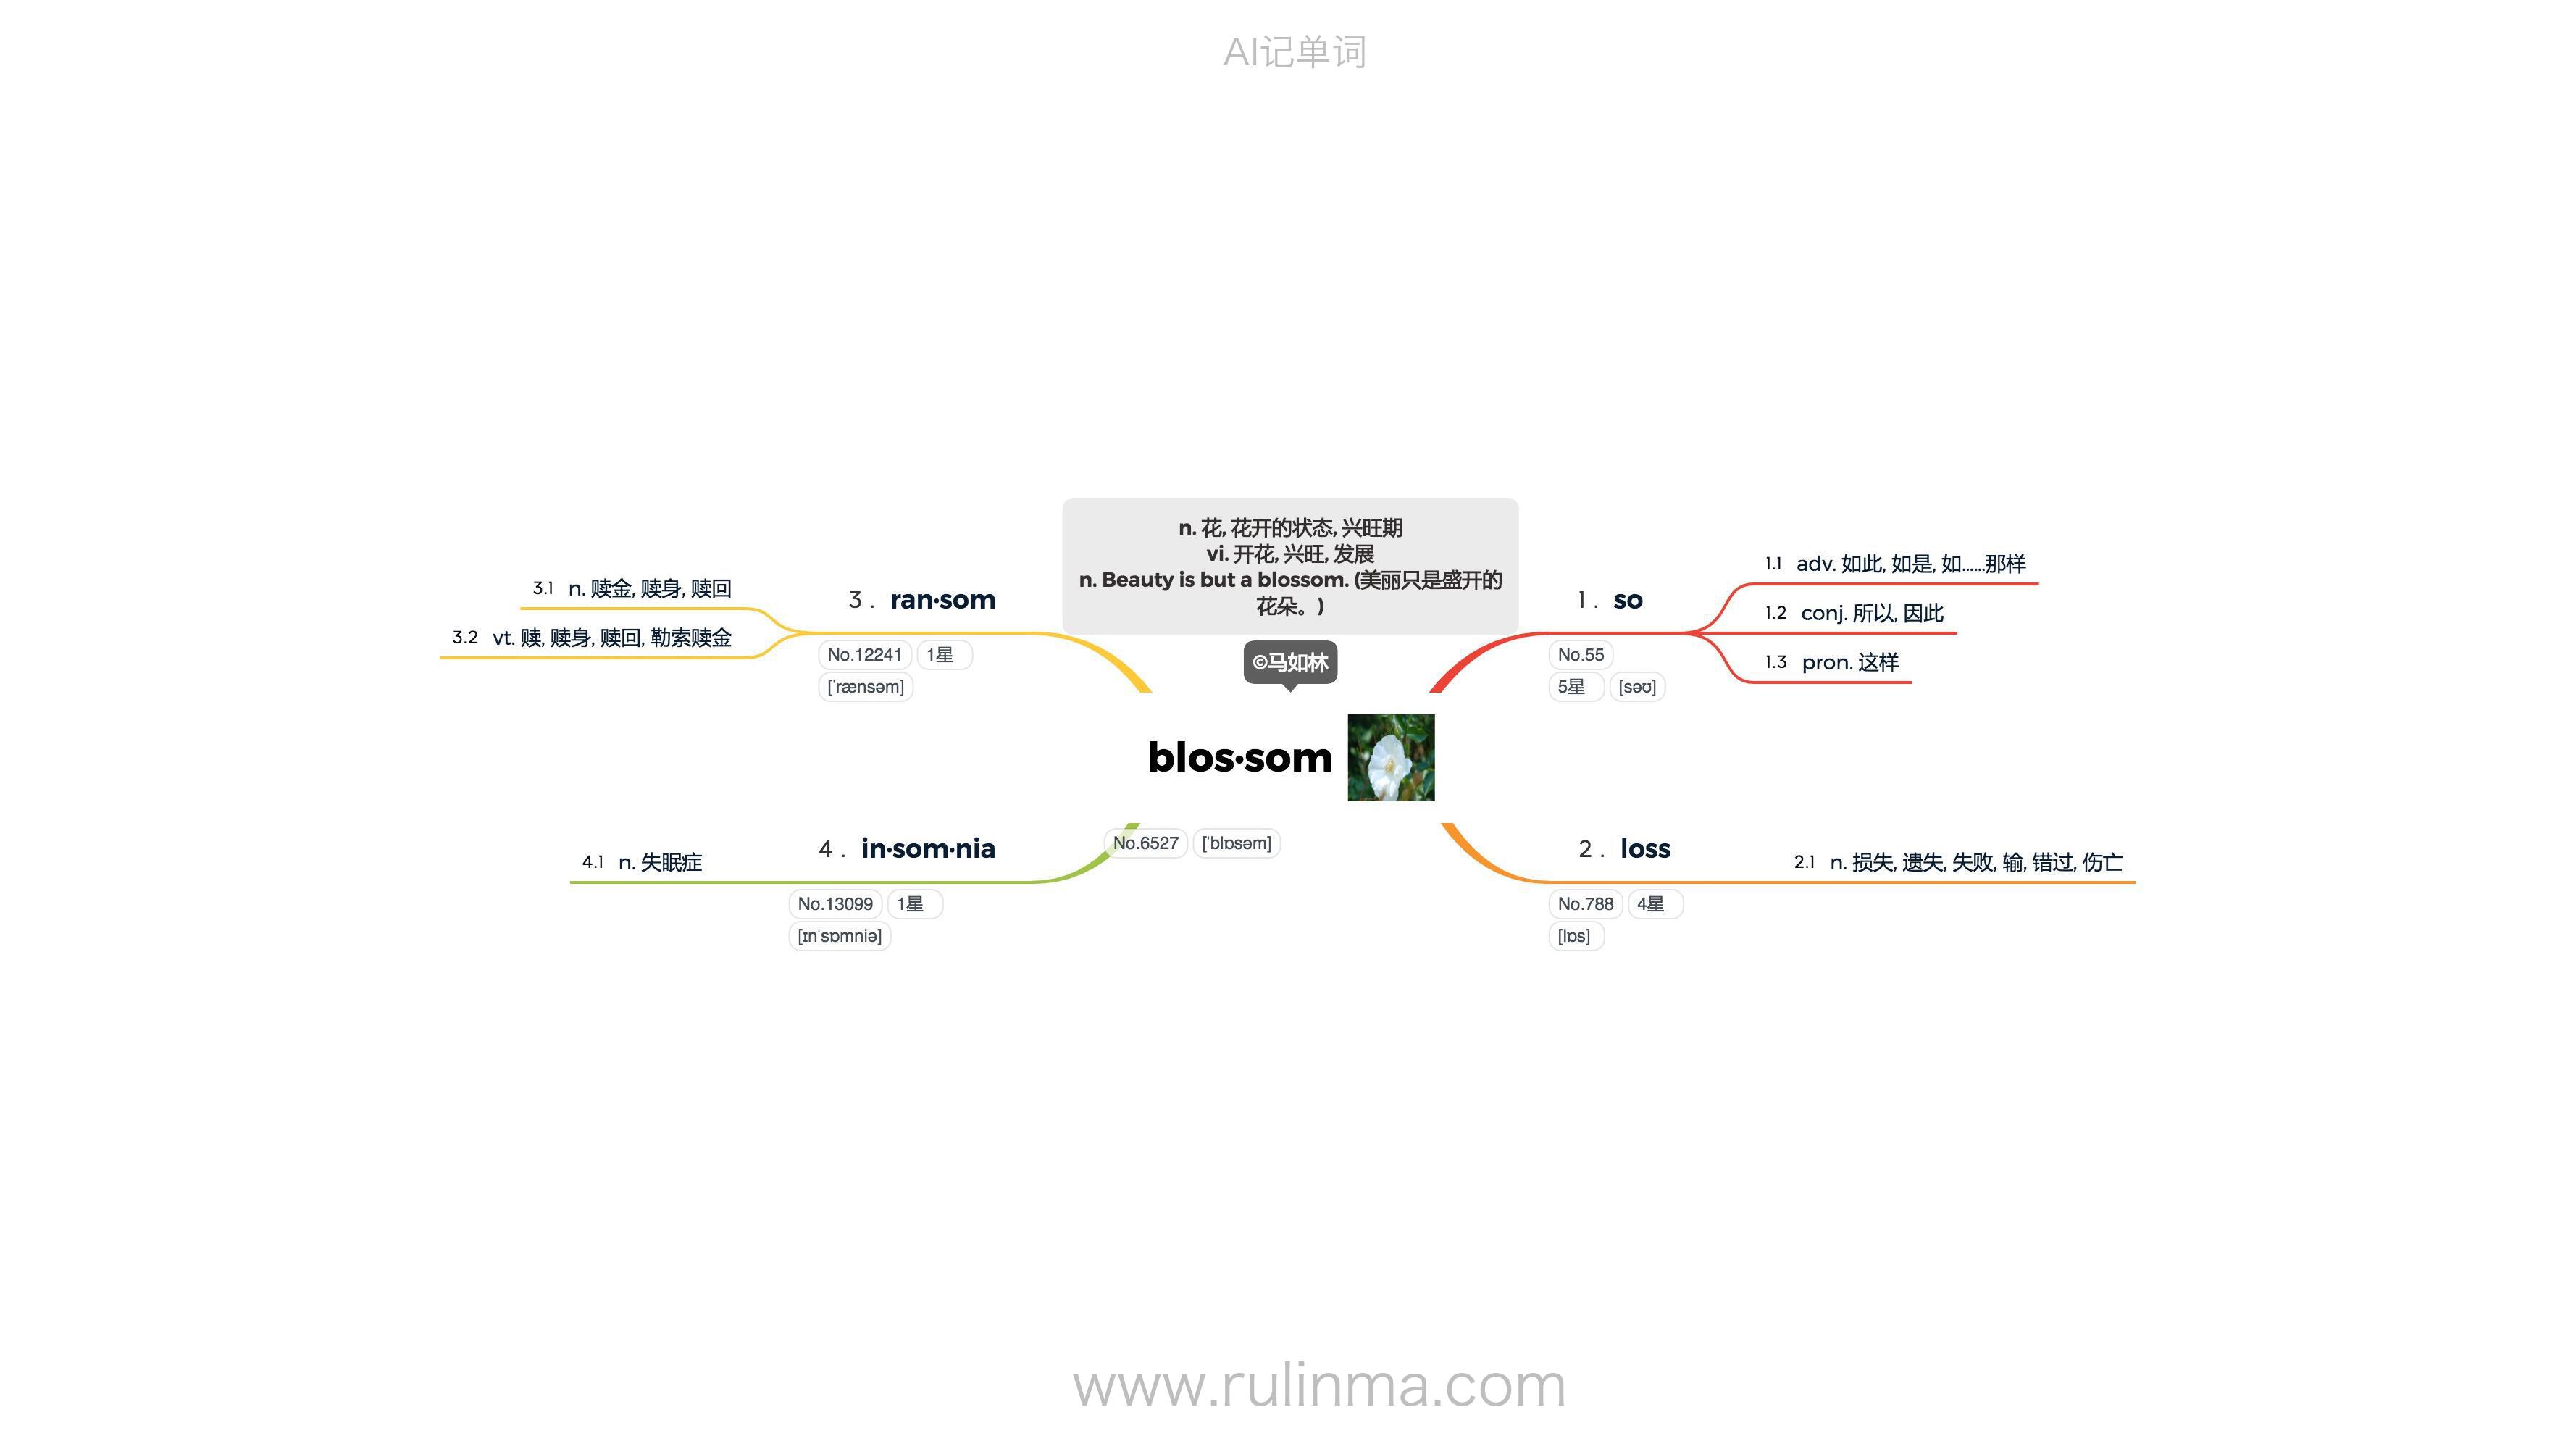 AI记单词
n. 花, 花开的状态, 兴旺期
vi. 开花, 兴旺, 发展
n. Beauty is but a blossom. (美丽只是盛开的
花朵。)
©马如林
blos·som
No.6527 [ˈblɒsəm]
1. so
No.55
5星 [səʊ]
1.1 adv. 如此, 如是, 如……那样
1.2 conj. 所以, 因此
1.3 pron. 这样
2. loss
No.788 4星
[lɒs]
2.1 n. 损失, 遗失, 失败, 输, 错过, 伤亡
3. ran·som
No.12241 1星
[ˈrænsəm]
3.1 n. 赎金, 赎身, 赎回
3.2 vt. 赎, 赎身, 赎回, 勒索赎金
4. in·som·nia
No.13099 1星
[ɪnˈsɒmniə]
4.1 n. 失眠症
www.rulinma.com